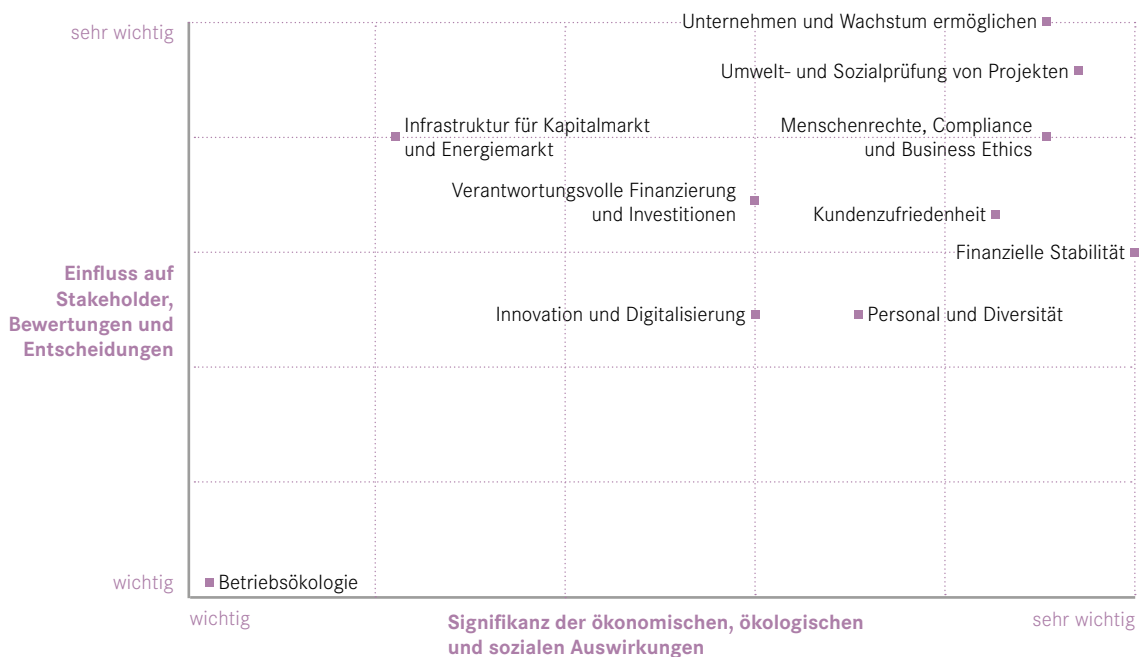 sehr wichtig
Unternehmen und Wachstum ermöglichen
Umwelt- und Sozialprüfung von Projekten
Infrastruktur für Kapitalmarkt
und Energiemarkt
Menschenrechte, Compliance
und Business Ethics
Verantwortungsvolle Finanzierung
und Investitionen
Kundenzufriedenheit
Finanzielle Stabilität
Einfluss auf
Stakeholder,
Bewertungen und
Entscheidungen
Innovation und Digitalisierung
Personal und Diversität
wichtig
Betriebsökologie
wichtig
Signifikanz der ökonomischen, ökologischen
und sozialen Auswirkungen
sehr wichtig